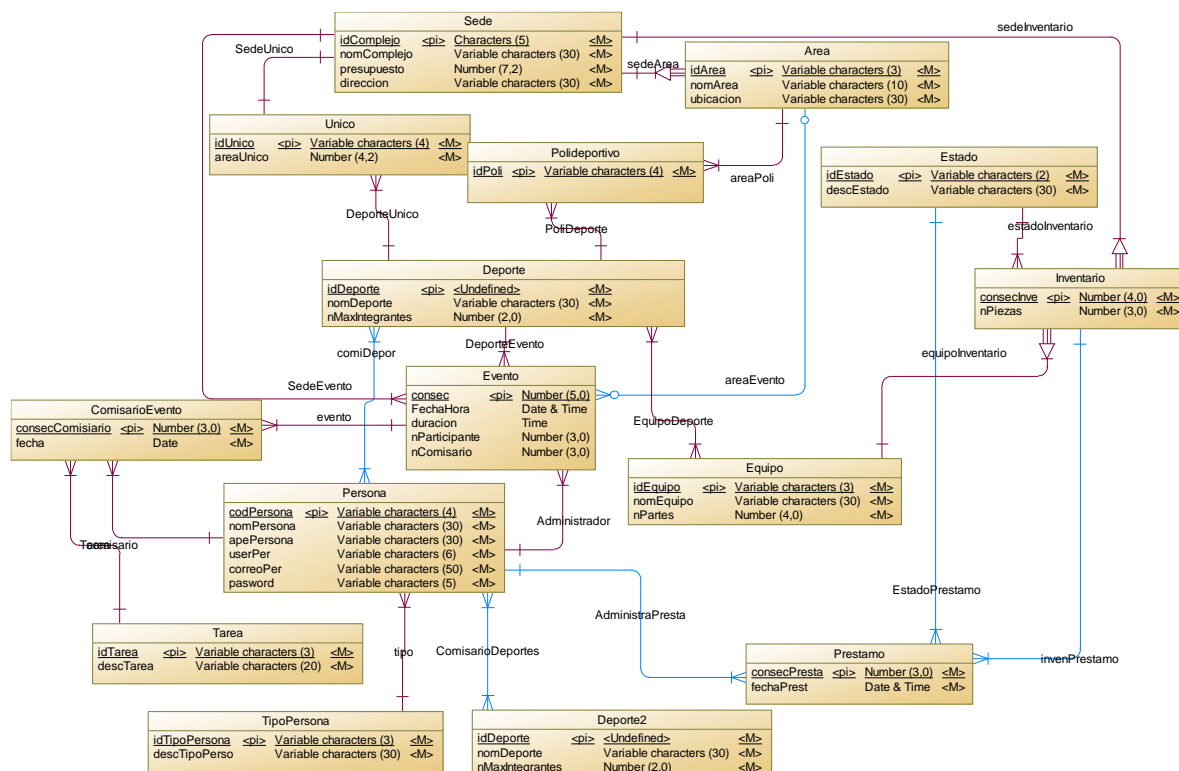 Sede
idComplejo <pi> Characters (5) <M>
nomComplejo Variable characters (30) <M>
presupuesto Number (7,2) <M>
direccion Variable characters (30) <M>
sedeInventario
SedeUnico
sedeArea
Area
idArea <pi> Variable characters (3) <M>
nomArea Variable characters (10) <M>
ubicacion Variable characters (30) <M>
Unico
idUnico <pi> Variable characters (4) <M>
areaUnico Number (4,2) <M>
Polideportivo
idPoli <pi> Variable characters (4) <M>
areaPoli
Estado
idEstado <pi> Variable characters (2) <M>
descEstado Variable characters (30) <M>
DeporteUnico
PoliDeporte
estadoInventario
Deporte
idDeporte <pi> <Undefined> <M>
nomDeporte Variable characters (30) <M>
nMaxIntegrantes Number (2,0) <M>
Inventario
consecInve <pi> Number (4,0) <M>
nPiezas Number (3,0) <M>
comiDepor
DeporteEvento
equipoInventario
SedeEvento
areaEvento
Evento
consec <pi> Number (5,0)
FechaHora Date & Time
duracion Time
nParticipante Number (3,0)
nComisario Number (3,0)
ComisarioEvento
consecComisiario <pi> Number (3,0) <M>
fecha Date <M>
evento
EquipoDeporte
Equipo
idEquipo <pi> Variable characters (3) <M>
nomEquipo Variable characters (30) <M>
nPartes Number (4,0) <M>
Persona
codPersona <pi> Variable characters (4) <M>
nomPersona Variable characters (30) <M>
apePersona Variable characters (30) <M>
userPer Variable characters (6) <M>
correoPer Variable characters (50) <M>
pasword Variable characters (5) <M>
Administrador
EstadoPrestamo
AdministraPresta
Tarea
idTarea <pi> Variable characters (3) <M>
descTarea Variable characters (20) <M>
tipo
ComisarioDeportes
invenPrestamo
Prestamo
consecPresta <pi> Number (3,0) <M>
fechaPrest Date & Time <M>
TipoPersona
idTipoPersona <pi> Variable characters (3) <M>
descTipoPerso Variable characters (30) <M>
Deporte2
idDeporte <pi> <Undefined> <M>
nomDeporte Variable characters (30) <M>
nMaxIntegrantes Number (2,0) <M>